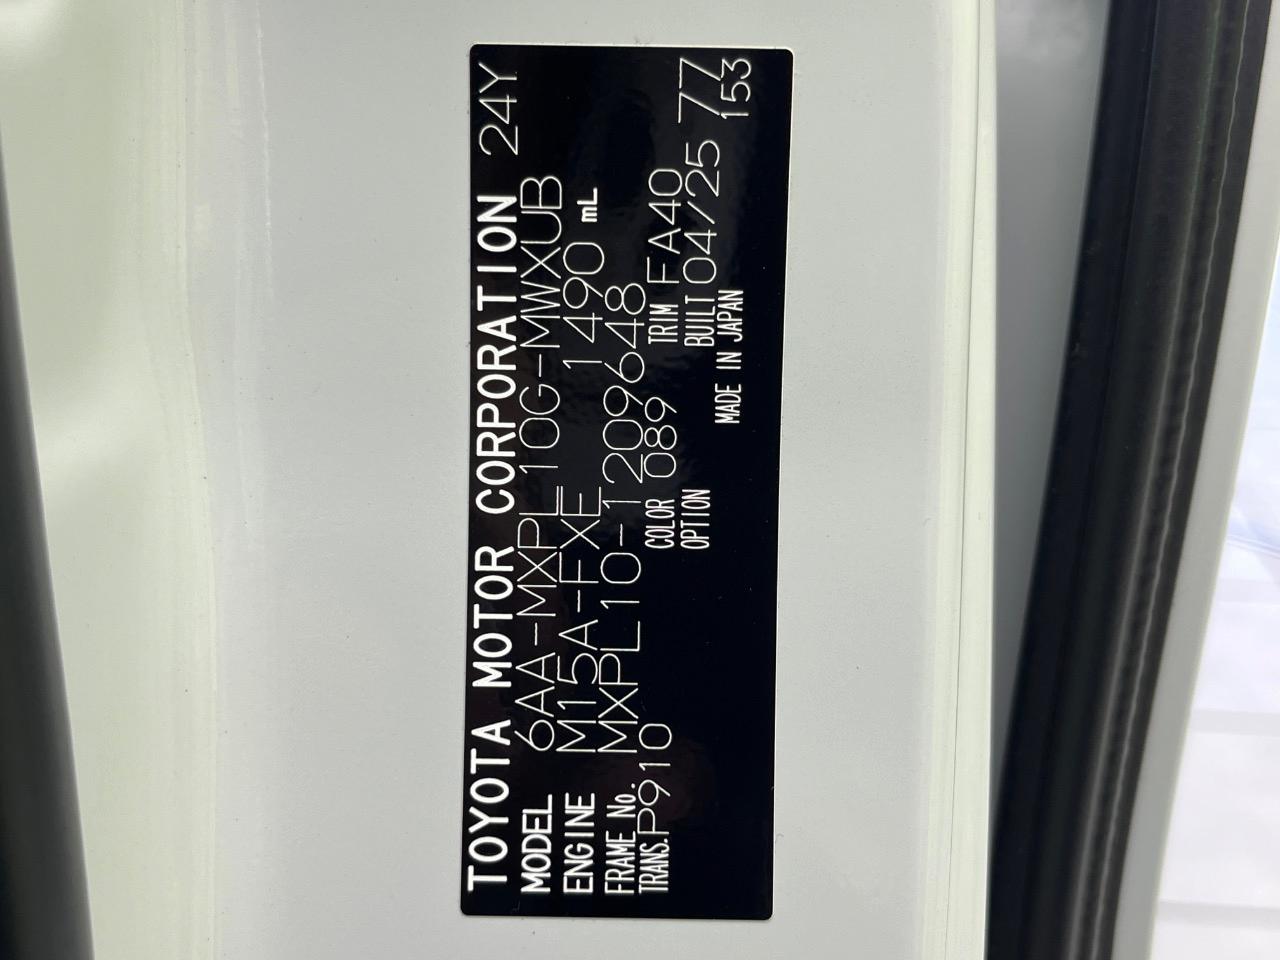 TOYOTA MOTOR CORPORATION 24Y
MODEL 6AA-MXPL10G-MWXUB
ENGINE M15A-FXE 1490 mL
FRAME No. MXPL10-1209648
TRANS. P910 COLOR 089 TRIM FA40
OPTION BUILT 04/25 77
MADE IN JAPAN 153